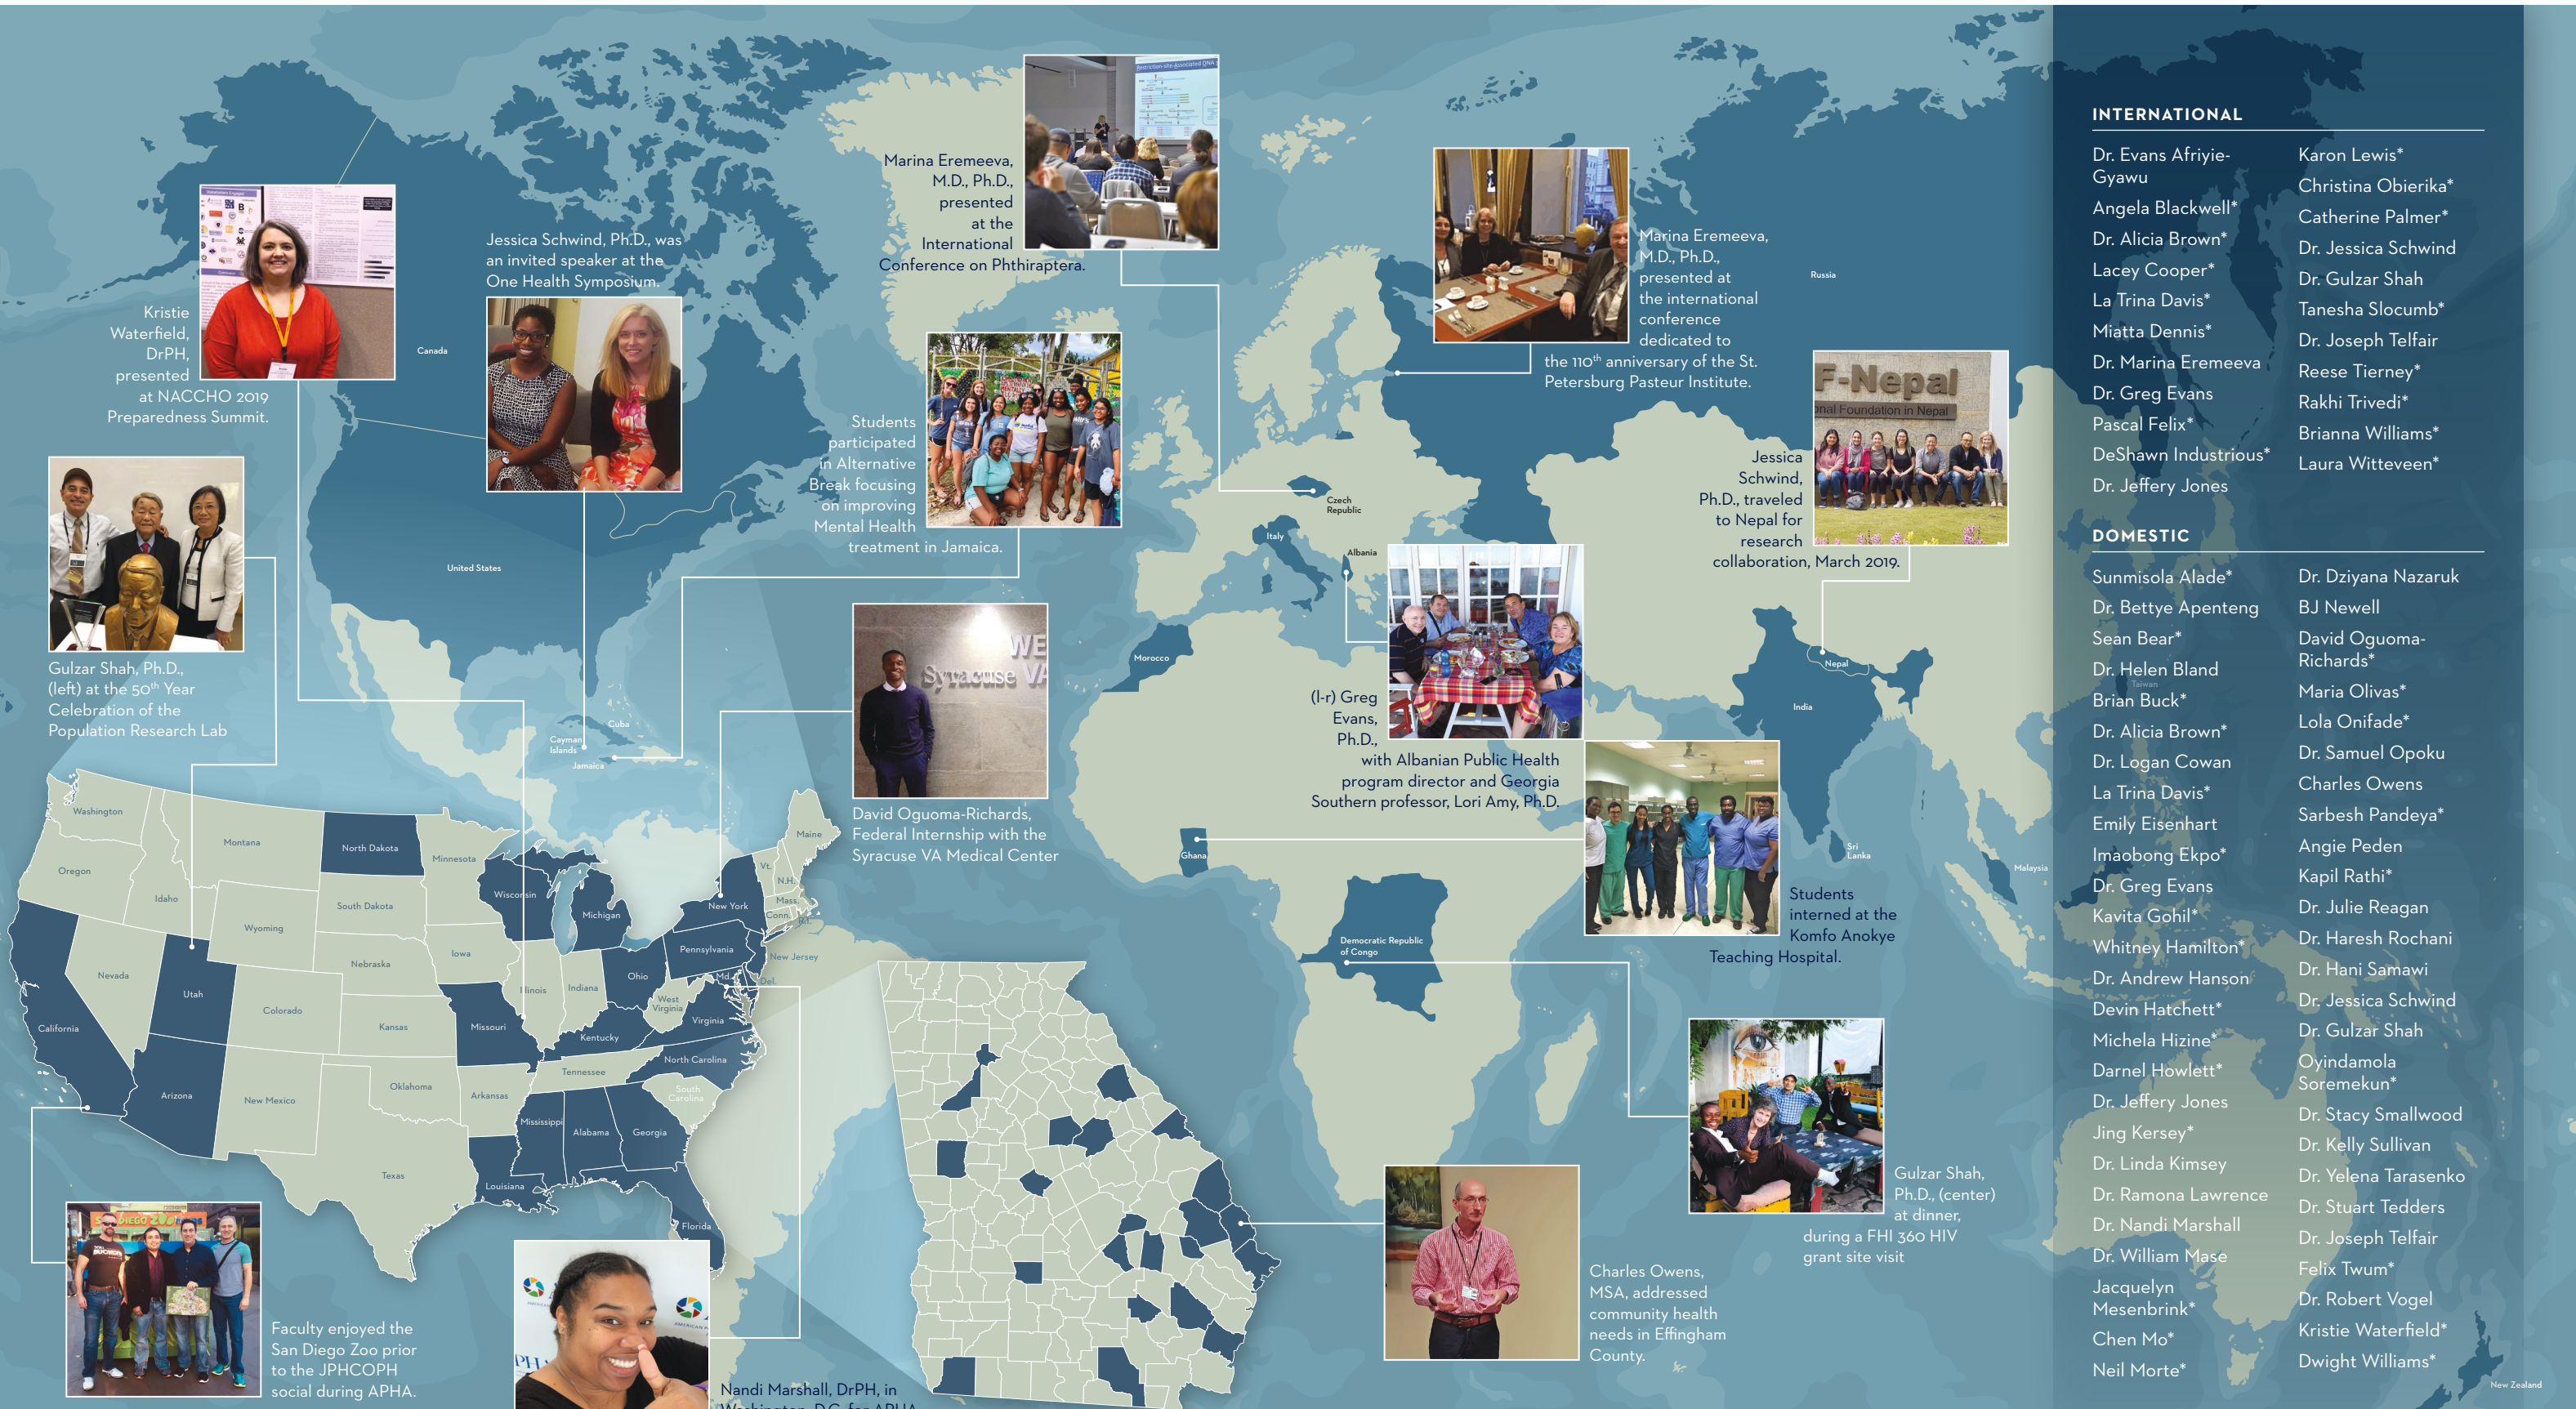 Restriction-site-Associated DNA
Marina Eremeeva,
M.D., Ph.D.,
presented
at the
International
Conference on Phthiraptera.
Kristie
Waterfield,
DrPH,
presented
at NACCHO 2019
Preparedness Summit.
Jessica Schwind, Ph.D., was
an invited speaker at the
One Health Symposium.
Students
participated
in Alternative
Break focusing
on improving
Mental Health
treatment in Jamaica.
Marina Eremeeva,
M.D., Ph.D.,
presented at
the international
conference
dedicated to
the 110th anniversary of the St.
Petersburg Pasteur Institute.
F-Nepal
onal Foundation in Nepal
Jessica
Schwind,
Ph.D., traveled
to Nepal for
research
collaboration, March 2019.
Gulzar Shah, Ph.D.,
(left) at the 50th Year
Celebration of the
Population Research Lab
WE
Syracuse VA
David Oguoma-Richards,
Federal Internship with the
Syracuse VA Medical Center
(l-r) Greg
Evans,
Ph.D.,
with Albanian Public Health
program director and Georgia
Southern professor, Lori Amy, Ph.D.
Students
interned at the
Komfo Anokye
Teaching Hospital.
Gulzar Shah,
Ph.D., (center)
at dinner,
during a FHI 360 HIV
grant site visit
Charles Owens,
MSA, addressed
community health
needs in Effingham
County.
Faculty enjoyed the
San Diego Zoo prior
to the JPHCOPH
social during APHA.
Nandi Marshall, DrPH, in
Washington, D.C. for APHA
Canada
United States
Cuba
Cayman
Islands
Jamaica
Russia
Czech
Republic
Italy
Albania
Morocco
Nepal
India
Sri
Lanka
Malaysia
Ghana
Democratic Republic
of Congo
Taiwan
New Zealand
Washington
Oregon
Idaho
Montana
North Dakota
Minnesota
Wisconsin
Michigan
New York
Maine
Vt.
N.H.
Mass.
Conn.
R.I.
South Dakota
Wyoming
Nebraska
Iowa
Nevada
Utah
Colorado
Kansas
Illinois
Indiana
Ohio
Pennsylvania
New Jersey
Md.
Del.
West
Virginia
Virginia
California
Missouri
Kentucky
North Carolina
Tennessee
South
Carolina
Arizona
New Mexico
Oklahoma
Arkansas
Mississippi
Alabama
Georgia
Texas
Louisiana
Florida
INTERNATIONAL
Dr. Evans Afriyie-
Gyawu
Angela Blackwell*
Dr. Alicia Brown*
Lacey Cooper*
La Trina Davis*
Miatta Dennis*
Dr. Marina Eremeeva
Dr. Greg Evans
Pascal Felix*
DeShawn Industrious*
Dr. Jeffery Jones
Karon Lewis*
Christina Obierika*
Catherine Palmer*
Dr. Jessica Schwind
Dr. Gulzar Shah
Tanesha Slocumb*
Dr. Joseph Telfair
Reese Tierney*
Rakhi Trivedi*
Brianna Williams*
Laura Witteveen*
DOMESTIC
Sunmisola Alade*
Dr. Bettye Apenteng
Sean Bear*
Dr. Helen Bland
Brian Buck*
Dr. Alicia Brown*
Dr. Logan Cowan
La Trina Davis*
Emily Eisenhart
Imaobong Ekpo*
Dr. Greg Evans
Kavita Gohil*
Whitney Hamilton*
Dr. Andrew Hanson
Devin Hatchett*
Michela Hizine*
Darnel Howlett*
Dr. Jeffery Jones
Jing Kersey*
Dr. Linda Kimsey
Dr. Ramona Lawrence
Dr. Nandi Marshall
Dr. William Mase
Jacquelyn
Mesenbrink*
Chen Mo*
Neil Morte*
Dr. Dziyana Nazaruk
BJ Newell
David Oguoma-
Richards*
Maria Olivas*
Lola Onifade*
Dr. Samuel Opoku
Charles Owens
Sarbesh Pandeya*
Angie Peden
Kapil Rathi*
Dr. Julie Reagan
Dr. Haresh Rochani
Dr. Hani Samawi
Dr. Jessica Schwind
Dr. Gulzar Shah
Oyindamola
Soremekun*
Dr. Stacy Smallwood
Dr. Kelly Sullivan
Dr. Yelena Tarasenko
Dr. Stuart Tedders
Dr. Joseph Telfair
Felix Twum*
Dr. Robert Vogel
Kristie Waterfield*
Dwight Williams*